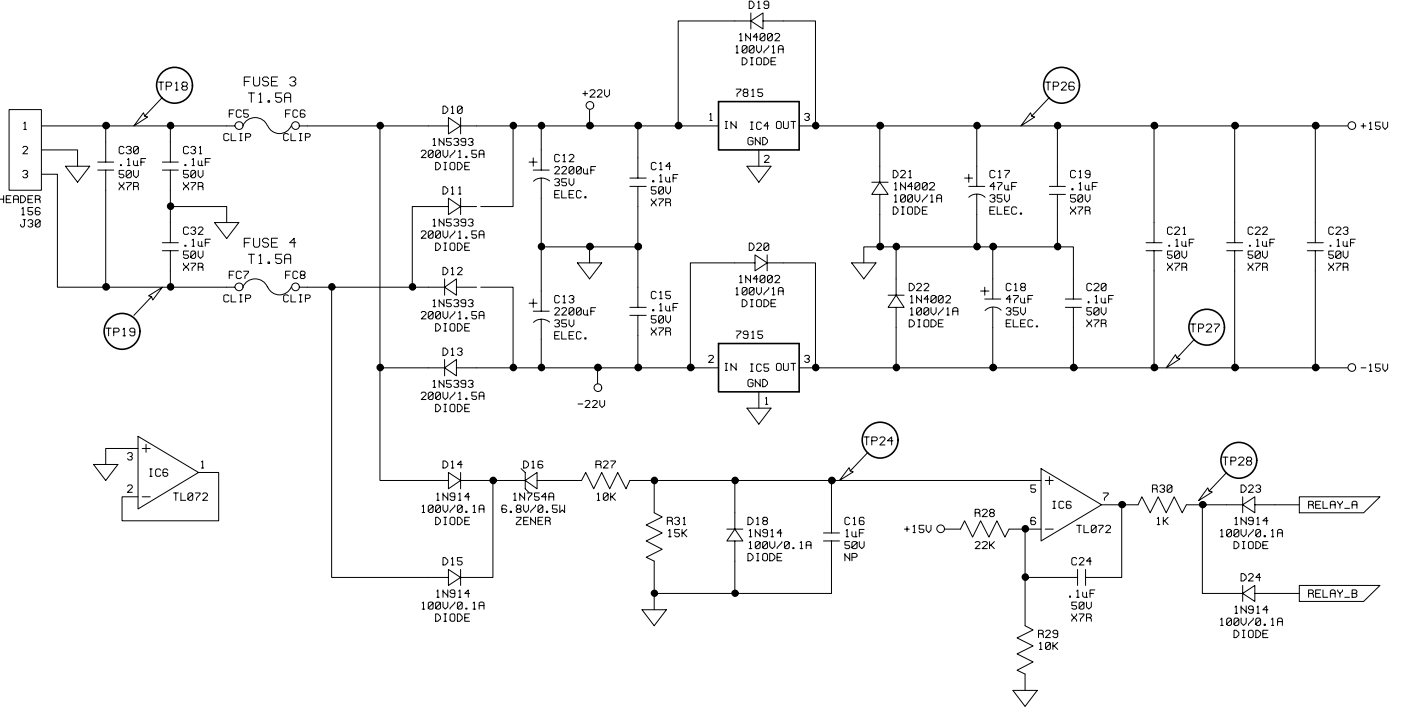 D19
1N4002
100V/1A
DIODE
TP18
FUSE 3
T1.5A
FC5
FC6
CLIP
CLIP
D10
1N5393
200V/1.5A
DIODE
+22V
7815
1
IN
IC4
OUT
3
GND
2
TP26
+15V
1
2
3
HEADER
156
J30
C30
.1uF
50V
X7R
C31
.1uF
50V
X7R
C12
2200uF
35V
ELEC.
+
C14
.1uF
50V
X7R
D21
1N4002
100V/1A
DIODE
+
C17
47uF
35V
ELEC.
C19
.1uF
50V
X7R
D11
1N5393
200V/1.5A
DIODE
C32
.1uF
50V
X7R
FUSE 4
T1.5A
FC7
FC8
CLIP
CLIP
TP19
D12
1N5393
200V/1.5A
DIODE
D20
1N4002
100V/1A
DIODE
C21
.1uF
50V
X7R
C22
.1uF
50V
X7R
C23
.1uF
50V
X7R
+
C13
2200uF
35V
ELEC.
C15
.1uF
50V
X7R
D22
1N4002
100V/1A
DIODE
+
C18
47uF
35V
ELEC.
C20
.1uF
50V
X7R
TP27
D13
1N5393
200V/1.5A
DIODE
-22V
7915
2
IN
IC5
OUT
3
GND
1
-15V
3
+
2
-
IC6
1
TL072
D14
1N914
100V/0.1A
DIODE
D16
1N754A
6.8V/0.5W
ZENER
R27
10K
TP24
R31
15K
D18
1N914
100V/0.1A
DIODE
C16
1uF
50V
NP
D15
1N914
100V/0.1A
DIODE
+15V
R28
22K
5
+
6
-
IC6
7
TL072
C24
.1uF
50V
X7R
R29
10K
R30
1K
TP28
D23
1N914
100V/0.1A
DIODE
RELAY_A
D24
1N914
100V/0.1A
DIODE
RELAY_B